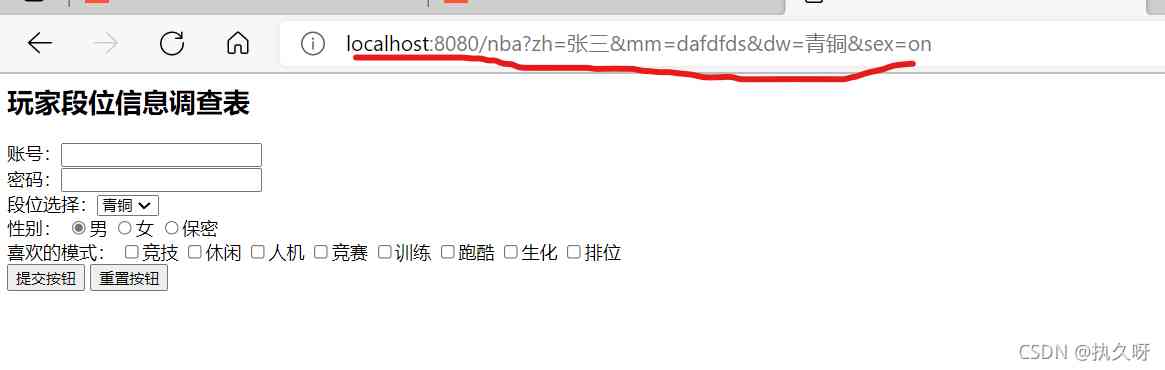 localhost:8080/nba?zh=张三&mm=dafdfds&dw=青铜&sex=on
玩家段位信息调查表
账号：
密码：
段位选择：青铜
性别： 男 女 保密
喜欢的模式： 竞技 休闲 人机 竞赛 训练 跑酷 生化 排位
提交按钮 重置按钮
CSDN @执久呀